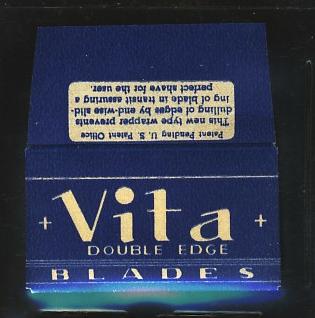 Patent Pending U. S. Patent Office
This new type wrapper prevents
dulling of edges by end-wise slid-
ing of blade in transit assuring a
perfect shave for the user.
+ Vita +
DOUBLE EDGE
BLADES